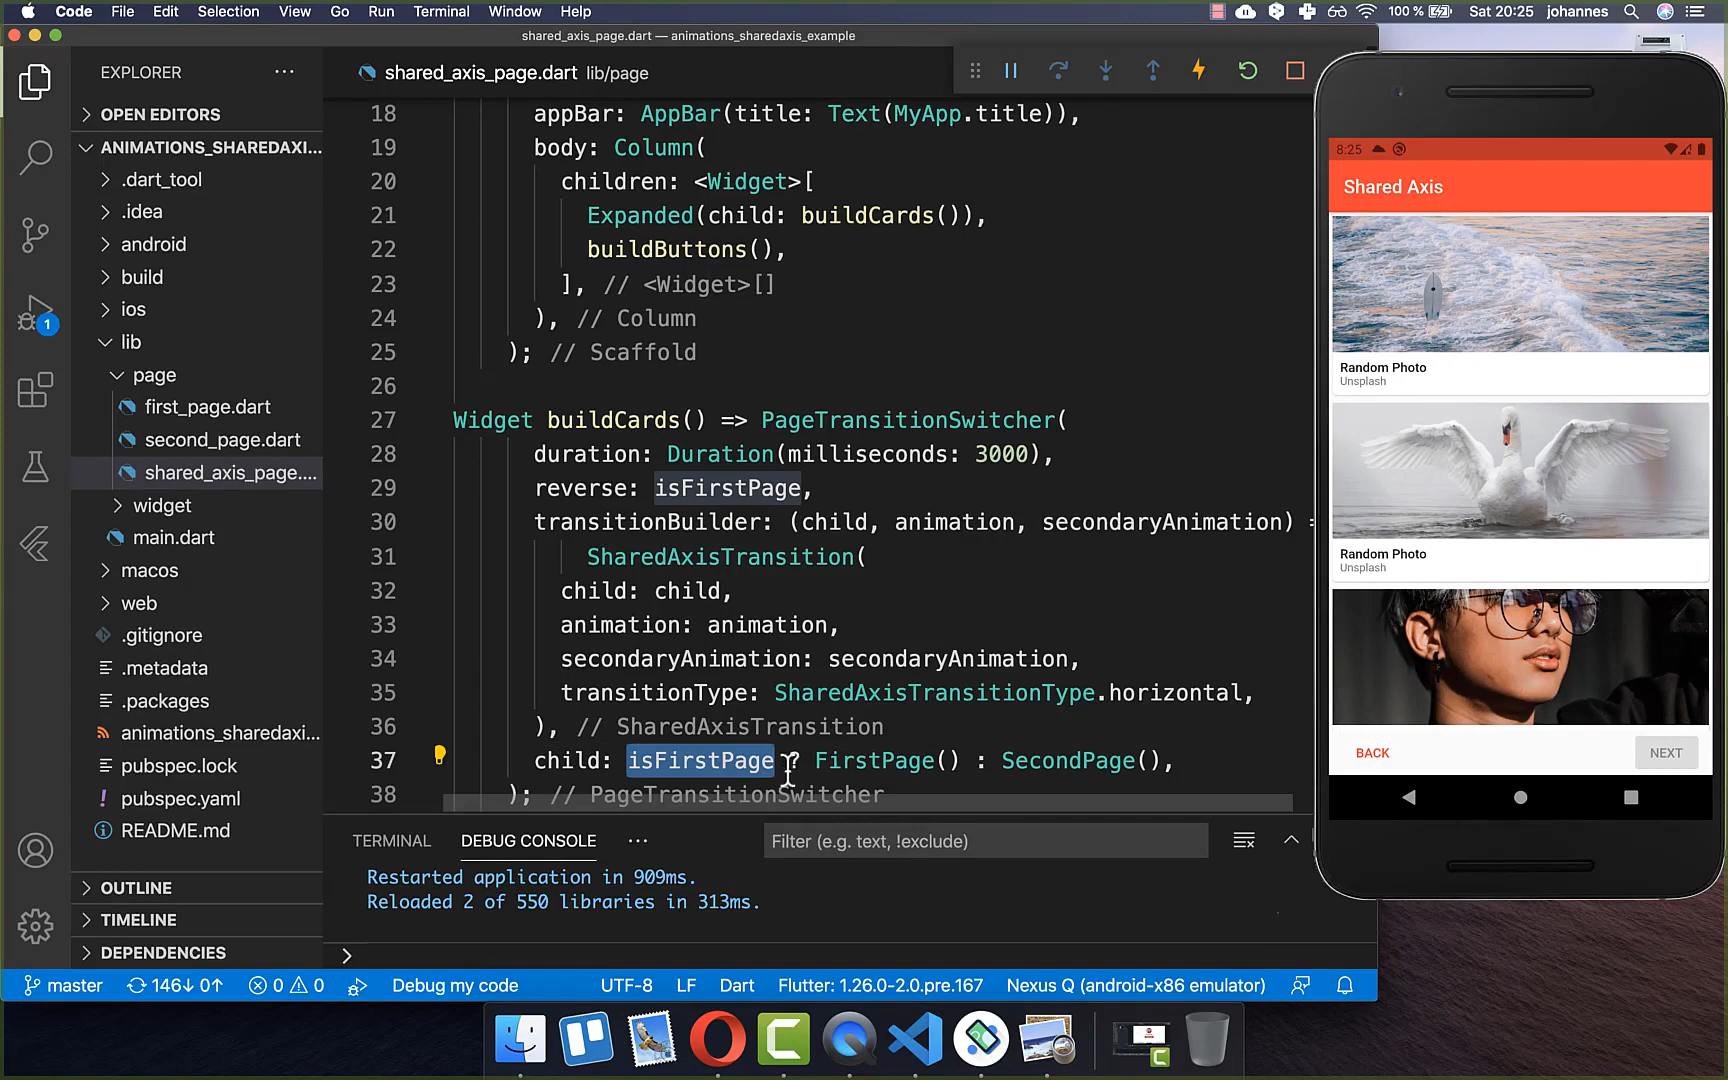 Code File Edit Selection View Go Run Terminal Window Help 100 % Sat 20:25 johannes
shared_axis_page.dart — animations_sharedaxis_example
EXPLORER
OPEN EDITORS
ANIMATIONS_SHAREDAXI...
.dart_tool
.idea
android
build
ios
lib
page
first_page.dart
second_page.dart
shared_axis_page....
widget
main.dart
macos
web
.gitignore
.metadata
.packages
animations_sharedaxi...
pubspec.lock
pubspec.yaml
README.md
OUTLINE
TIMELINE
DEPENDENCIES
1
shared_axis_page.dart lib/page
18 appBar: AppBar(title: Text(MyApp.title)),
19 body: Column(
20 children: <Widget>[
21 Expanded(child: buildCards()),
22 buildButtons(),
23 ], // <Widget>[]
24 ), // Column
25 ); // Scaffold
26
27 Widget buildCards() => PageTransitionSwitcher(
28 duration: Duration(milliseconds: 3000),
29 reverse: isFirstPage,
30 transitionBuilder: (child, animation, secondaryAnimation) =
31 SharedAxisTransition(
32 child: child,
33 animation: animation,
34 secondaryAnimation: secondaryAnimation,
35 transitionType: SharedAxisTransitionType.horizontal,
36 ), // SharedAxisTransition
37 child: isFirstPage ? FirstPage() : SecondPage(),
38 ); // PageTransitionSwitcher
TERMINAL DEBUG CONSOLE Filter (e.g. text, !exclude)
Restarted application in 909ms.
Reloaded 2 of 550 libraries in 313ms.
master 146↓ 0↑ 0 0 Debug my code UTF-8 LF Dart Flutter: 1.26.0-2.0.pre.167 Nexus Q (android-x86 emulator)
8:25
Shared Axis
Random Photo
Unsplash
Random Photo
Unsplash
BACK NEXT